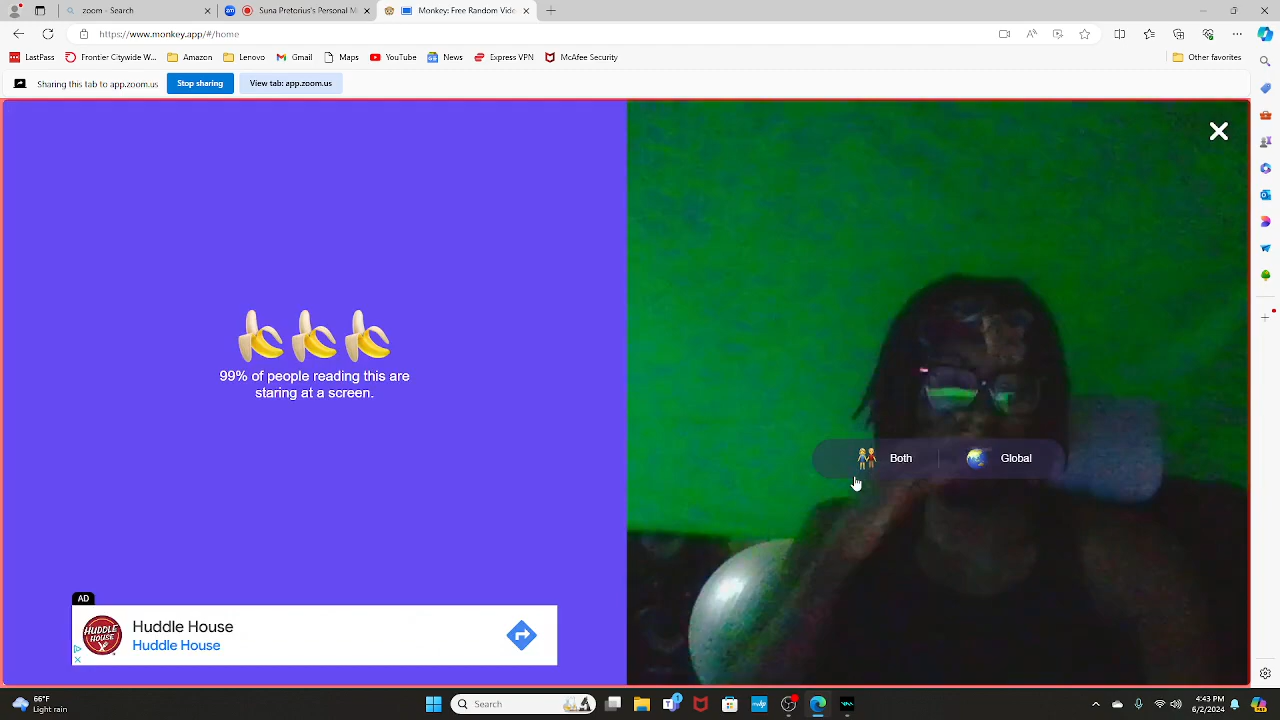 zoom - Search
Suna Pretorius's Personal M
Monkey: Free Random Vide
https://www.monkey.app/#/home
LastPass
Frontier Citywide W...
Amazon
Lenovo
Gmail
Maps
YouTube
News
Express VPN
McAfee Security
Other favorites
Sharing this tab to app.zoom.us
Stop sharing
View tab: app.zoom.us
99% of people reading this are
staring at a screen.
Both
Global
AD
HUDDLE
HOUSE
Huddle House
Huddle House
66°F
Light rain
Search
4:43 PM
6/2/2024